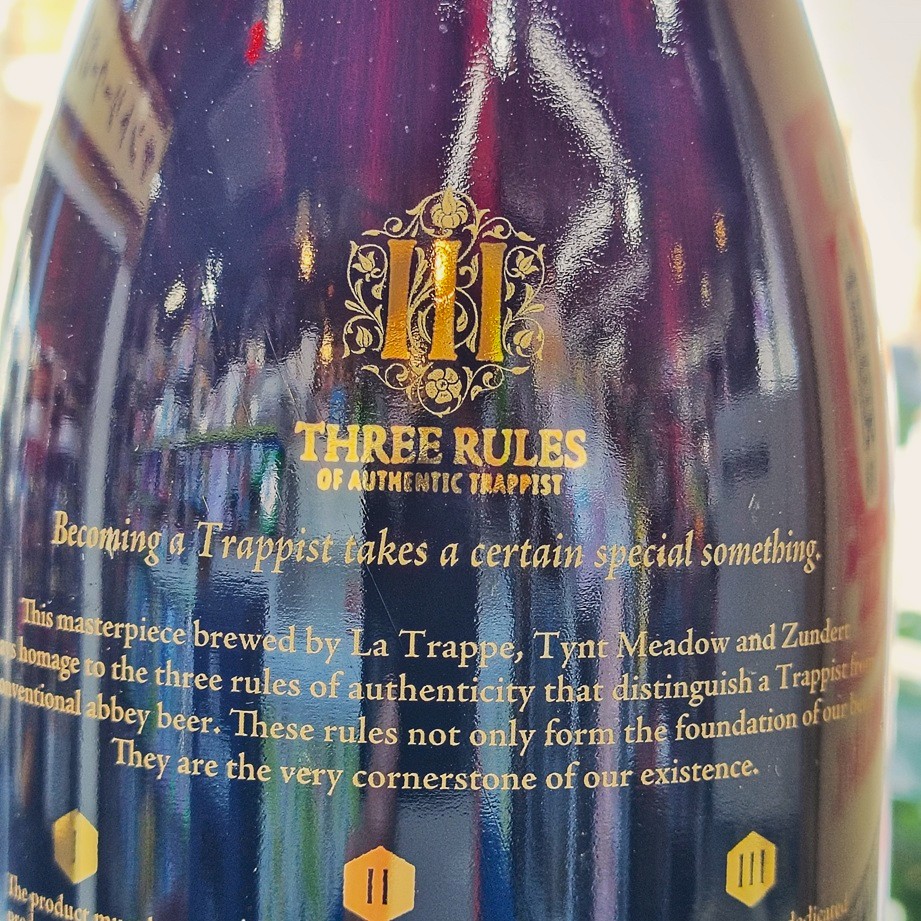 III
THREE RULES
OF AUTHENTIC TRAPPIST
Becoming a Trappist takes a certain special something.
This masterpiece brewed by La Trappe, Tynt Meadow and Zundert
homage to the three rules of authenticity that distinguish a Trappist
abbey beer. These rules not only form the foundation of our
They are the very cornerstone of our existence.
I
II
III
The product